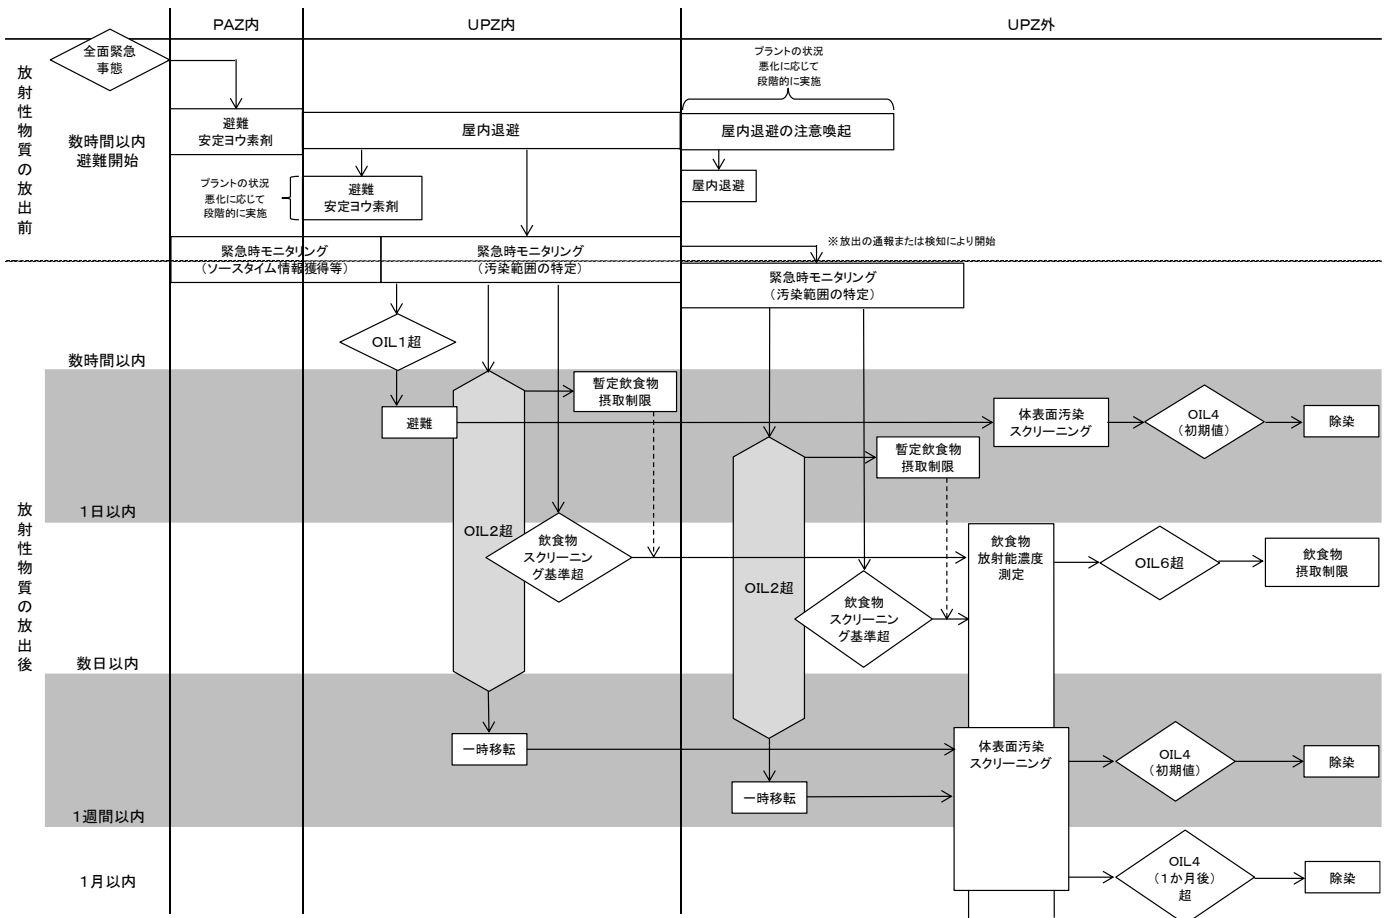 PAZ内
UPZ内
UPZ外
全面緊急
事態
放射性物質の放出前
数時間以内
避難開始
避難
安定ヨウ素剤
屋内退避
プラントの状況
悪化に応じて
段階的に実施
屋内退避の注意喚起
プラントの状況
悪化に応じて
段階的に実施
避難
安定ヨウ素剤
屋内退避
緊急時モニタリング
(ソースタイム情報獲得等)
緊急時モニタリング
(汚染範囲の特定)
※放出の通報または検知により開始
緊急時モニタリング
(汚染範囲の特定)
放射性物質の放出後
数時間以内
OIL1超
避難
暫定飲食物
摂取制限
体表面汚染
スクリーニング
OIL4
(初期値)
除染
暫定飲食物
摂取制限
1日以内
OIL2超
飲食物
スクリーニン
グ基準超
OIL2超
飲食物
スクリーニン
グ基準超
飲食物
放射能濃度
測定
OIL6超
飲食物
摂取制限
数日以内
一時移転
体表面汚染
スクリーニング
OIL4
(初期値)
除染
一時移転
1週間以内
1月以内
OIL4
(1か月後)
超
除染